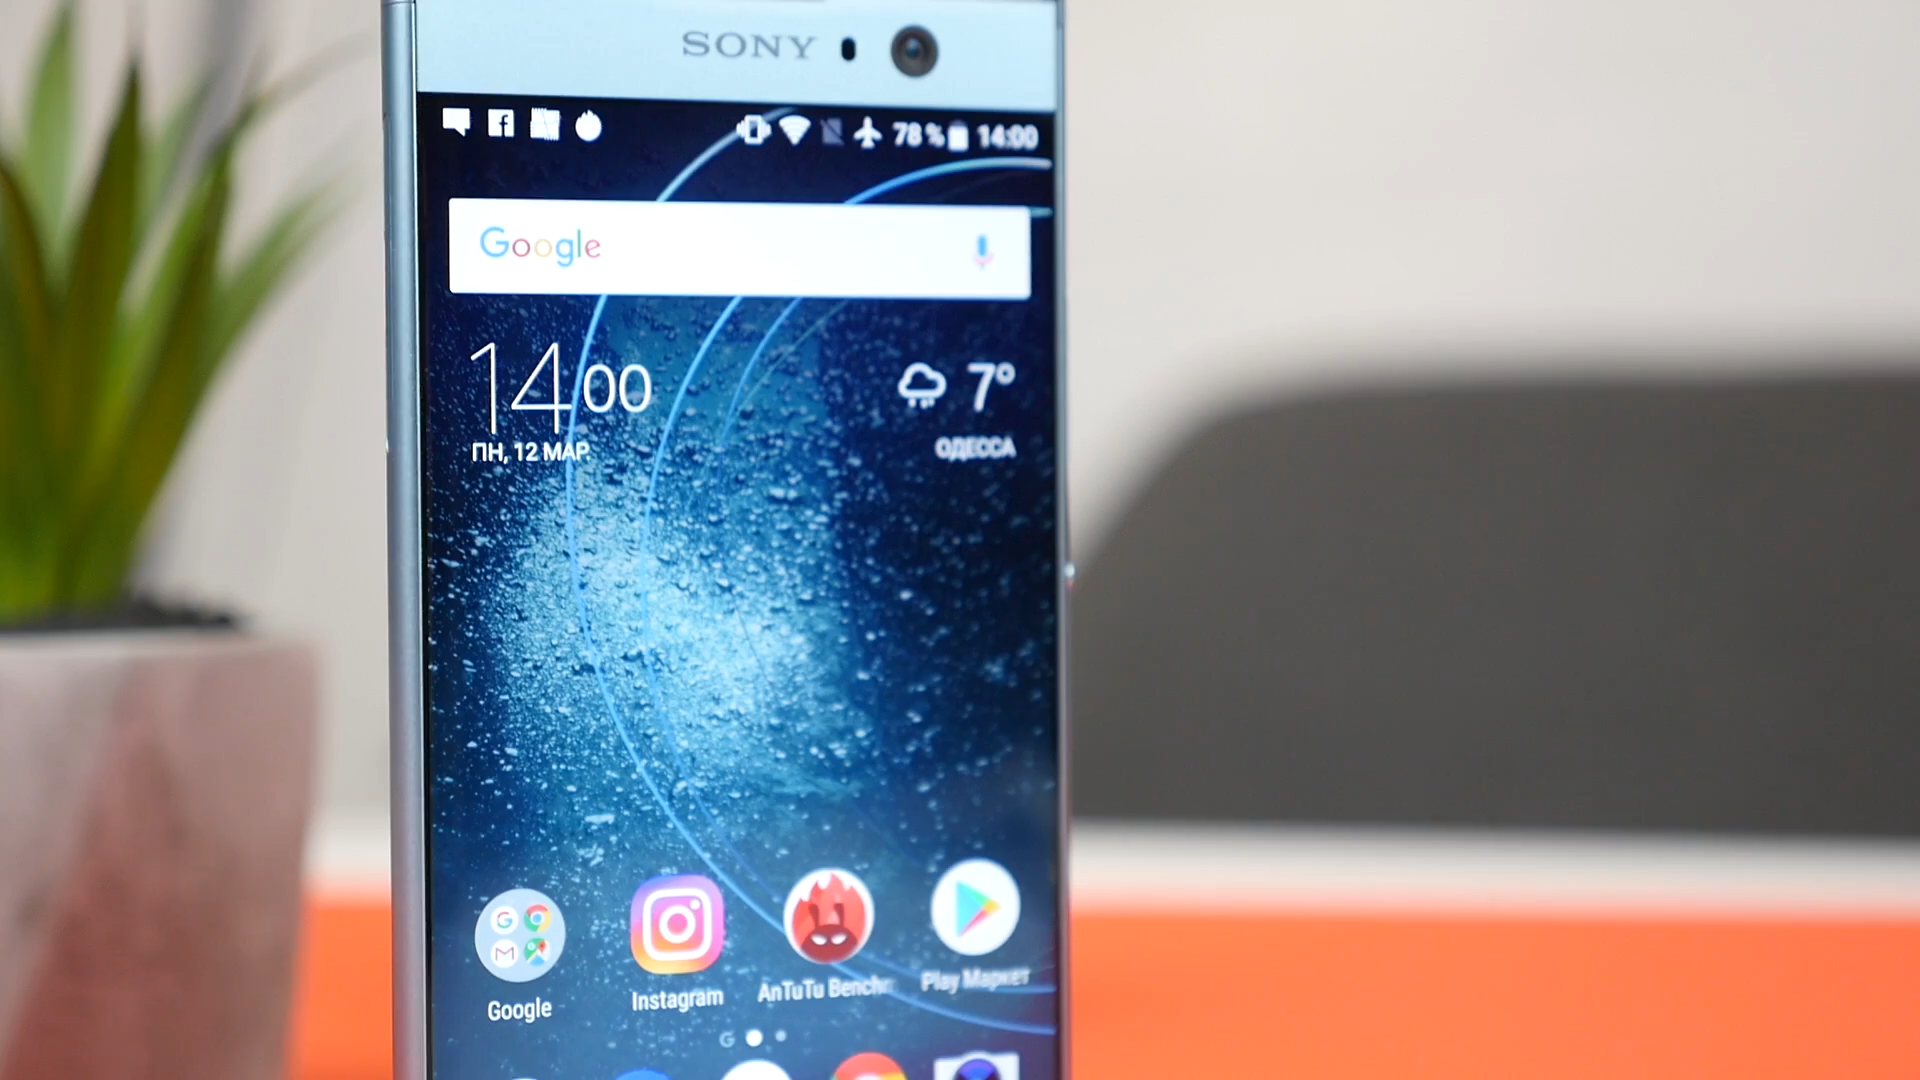 SONY
78 % 14:00
Google
14 00
7°
ПН, 12 МАР.
ОДЕССА
Google
Instagram
AnTuTu Bench
Play Маркет